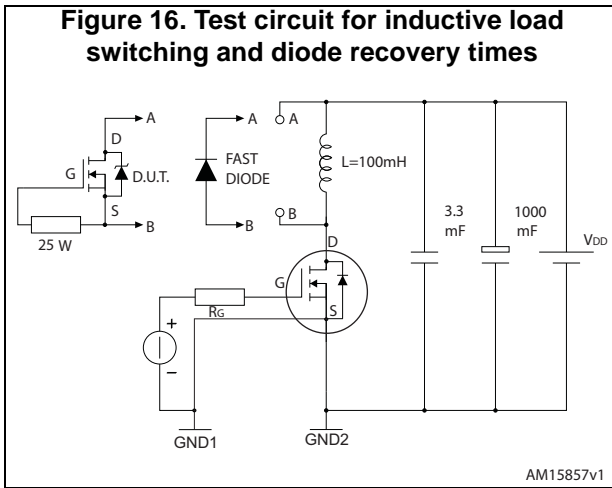 Figure 16. Test circuit for inductive load
switching and diode recovery times
A
D
G
D.U.T.
S
B
25 W
A
FAST
DIODE
B
A
L=100mH
B
D
G
S
RG
+
−
GND1
GND2
3.3
mF
1000
mF
VDD
AM15857v1